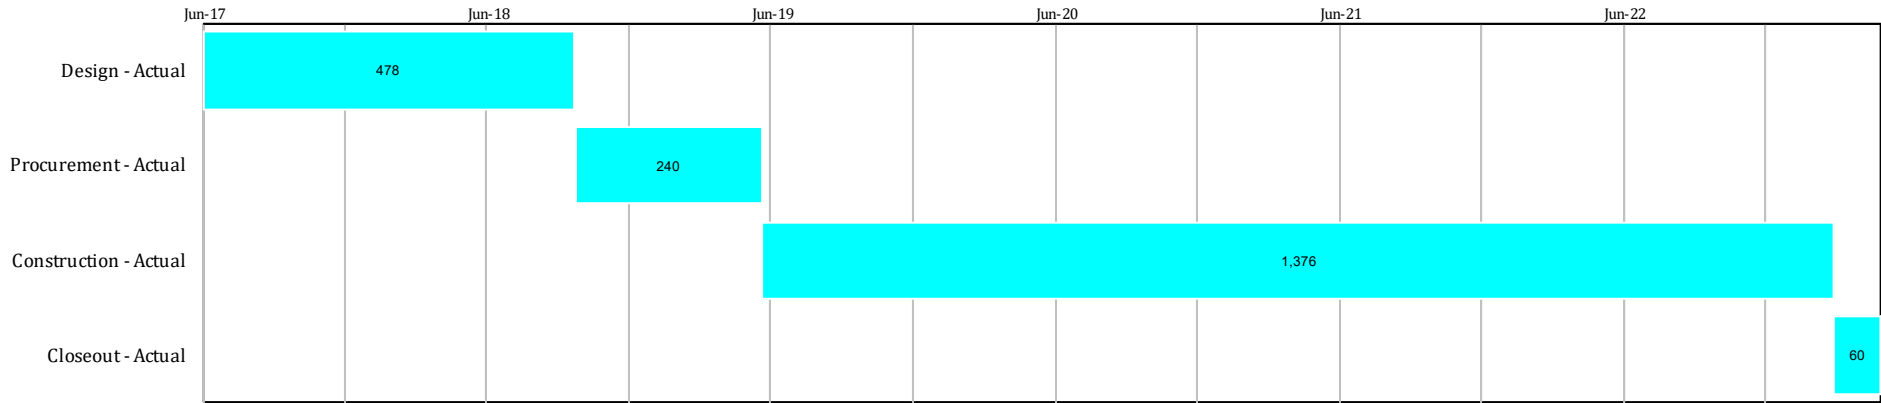 Jun-17 Jun-18 Jun-19 Jun-20 Jun-21 Jun-22
Design - Actual 478
Procurement - Actual 240
Construction - Actual 1,376
Closeout - Actual 60